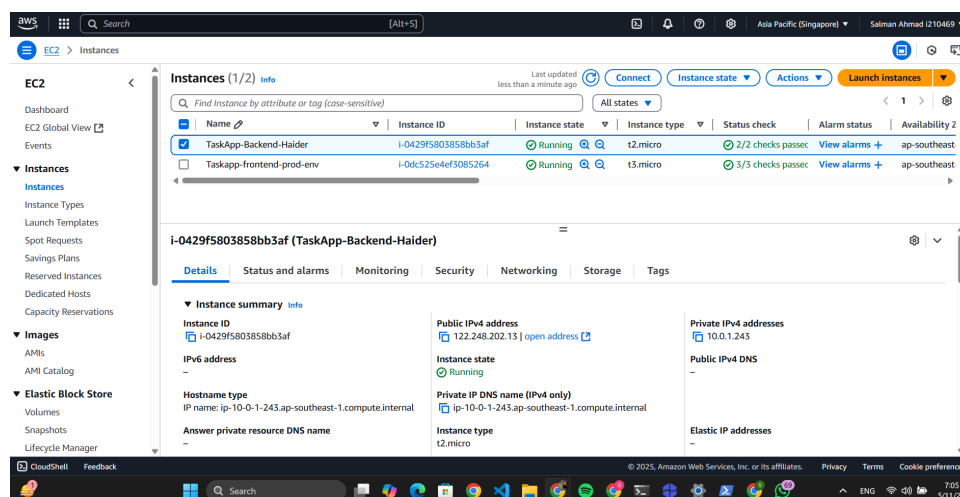 aws
Search [Alt+S] Asia Pacific (Singapore) Salman Ahmad i210469
EC2 > Instances
EC2
Dashboard
EC2 Global View
Events
Instances
Instances
Instance Types
Launch Templates
Spot Requests
Savings Plans
Reserved Instances
Dedicated Hosts
Capacity Reservations
Images
AMIs
AMI Catalog
Elastic Block Store
Volumes
Snapshots
Lifecycle Manager
Instances (1/2) Info
Last updated
less than a minute ago
Connect Instance state Actions Launch instances
Find Instance by attribute or tag (case-sensitive) All states 1
Name Instance ID Instance state Instance type Status check Alarm status Availability Z
TaskApp-Backend-Haider i-0429f5803858bb3af Running t2.micro 2/2 checks passec View alarms + ap-southeast-
Taskapp-frontend-prod-env i-0dc525e4ef3085264 Running t3.micro 3/3 checks passec View alarms + ap-southeast-
i-0429f5803858bb3af (TaskApp-Backend-Haider)
Details Status and alarms Monitoring Security Networking Storage Tags
Instance summary Info
Instance ID Public IPv4 address Private IPv4 addresses
i-0429f5803858bb3af 122.248.202.13 | open address 10.0.1.243
IPv6 address Instance state Public IPv4 DNS
– Running –
Hostname type Private IP DNS name (IPv4 only)
IP name: ip-10-0-1-243.ap-southeast-1.compute.internal ip-10-0-1-243.ap-southeast-1.compute.internal
Answer private resource DNS name Instance type Elastic IP addresses
– t2.micro –
CloudShell Feedback © 2025, Amazon Web Services, Inc. or its affiliates. Privacy Terms Cookie preference
Search ENG 7:05
5/11/2